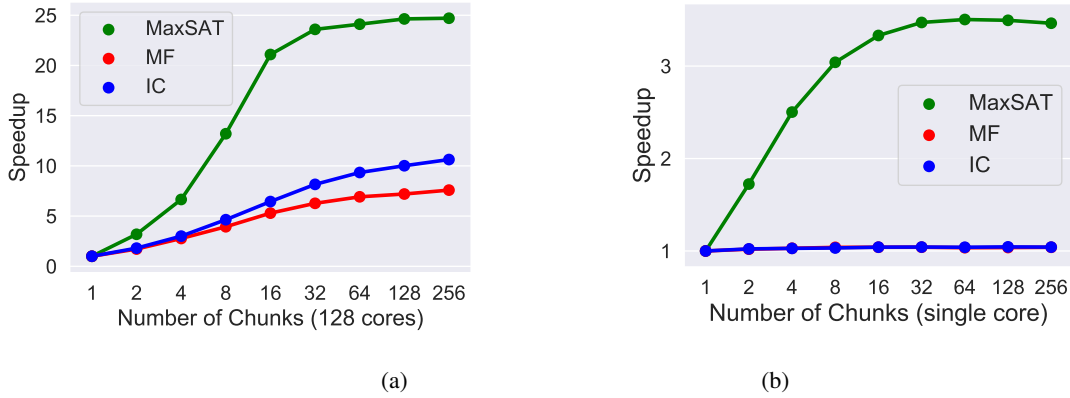 25
20
15
10
5
0
Speedup
MaxSAT
MF
IC
1 2 4 8 16 32 64 128 256
Number of Chunks (128 cores)
(a)
3
2
1
Speedup
MaxSAT
MF
IC
1 2 4 8 16 32 64 128 256
Number of Chunks (single core)
(b)